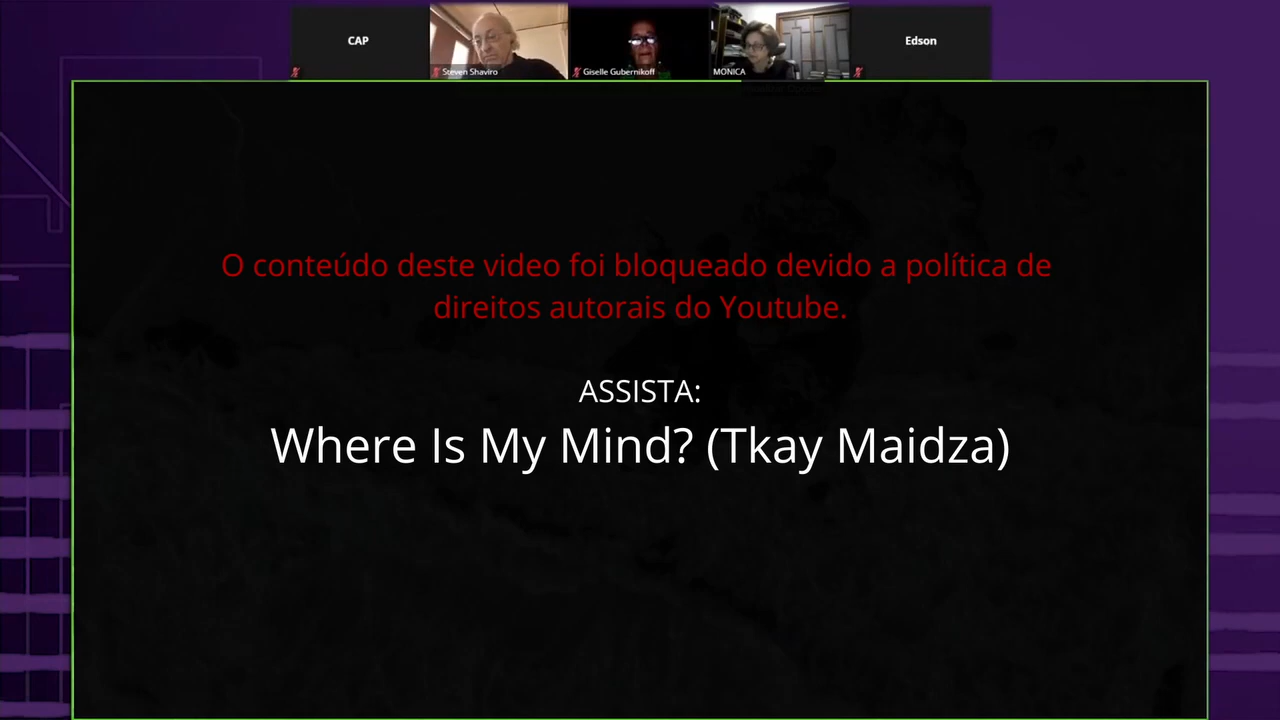 CAP
Edson
Steven Shaviro
Giselle Gubernikoff
MONICA
O conteúdo deste video foi bloqueado devido a política de
direitos autorais do Youtube.
ASSISTA:
Where Is My Mind? (Tkay Maidza)